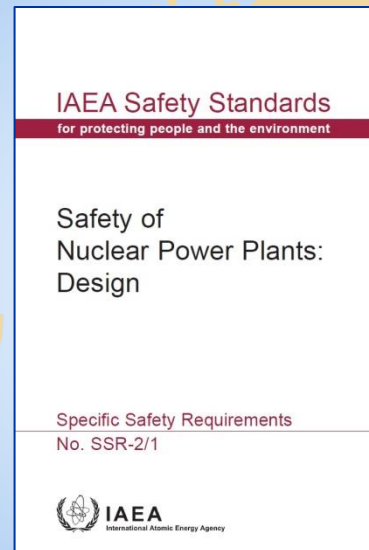 IAEA Safety Standards
for protecting people and the environment
Safety of
Nuclear Power Plants:
Design
Specific Safety Requirements
No. SSR-2/1
IAEA
International Atomic Energy Agency